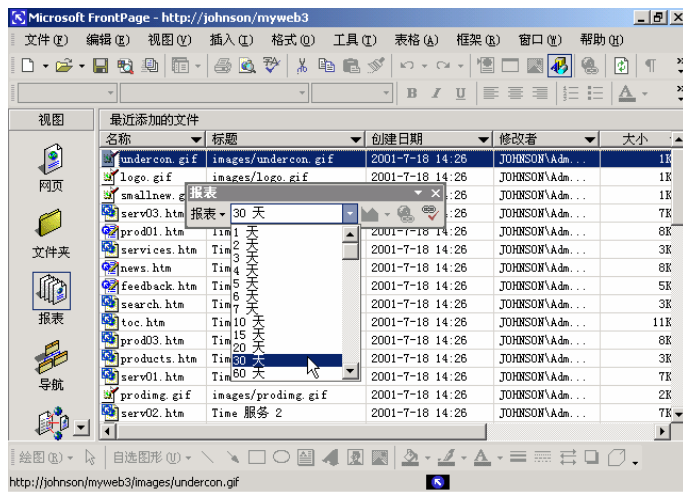 Microsoft FrontPage - http://johnson/myweb3
文件(F) 编辑(E) 视图(V) 插入(I) 格式(O) 工具(T) 表格(A) 框架(R) 窗口(W) 帮助(H)
B I U A
视图 最近添加的文件
名称 标题 创建日期 修改者 大小
undercon.gif images/undercon.gif 2001-7-18 14:26 JOHNSON\Adm... 1K
logo.gif images/logo.gif 2001-7-18 14:26 JOHNSON\Adm... 1K
网页
smallnew.g :26 JOHNSON\Adm... 1K
报表
serv03.htm :26 JOHNSON\Adm... 7K
报表 30 天
prod01.htm Tim 2001-7-18 14:26 JOHNSON\Adm... 8K
services.htm Tim 2001-7-18 14:26 JOHNSON\Adm... 3K
文件夹
news.htm Tim 2001-7-18 14:26 JOHNSON\Adm... 8K
feedback.htm Tim 2001-7-18 14:26 JOHNSON\Adm... 5K
search.htm Tim 2001-7-18 14:26 JOHNSON\Adm... 3K
报表
toc.htm Tim 2001-7-18 14:26 JOHNSON\Adm... 11K
prod03.htm Tim 2001-7-18 14:26 JOHNSON\Adm... 8K
products.htm Tim 2001-7-18 14:26 JOHNSON\Adm... 3K
serv01.htm Tim 2001-7-18 14:26 JOHNSON\Adm... 7K
导航
prodimg.gif images/prodimg.gif 2001-7-18 14:26 JOHNSON\Adm... 2K
serv02.htm Time 服务 2 2001-7-18 14:26 JOHNSON\Adm... 7K
1 天
2 天
3 天
4 天
5 天
6 天
7 天
10 天
15 天
20 天
30 天
60 天
绘图(R) 自选图形(U) A
http://johnson/myweb3/images/undercon.gif